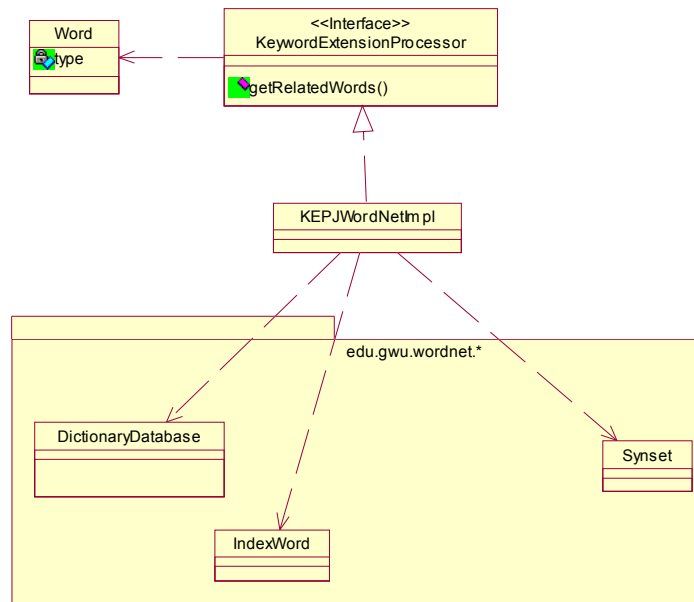 <<Interface>>
KeywordExtensionProcessor
getRelatedWords()
Word
type
KEPJWordNetImpl
edu.gwu.wordnet.*
DictionaryDatabase
Synset
IndexWord